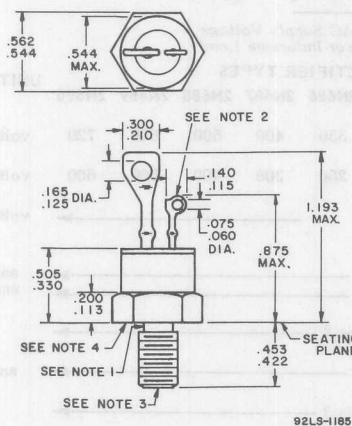 .562
.544
.544
MAX.
.300
.210
SEE NOTE 2
.165
.125 DIA.
.140
.115
1.193
MAX.
.075
.060
DIA.
.875
MAX.
.505
.330
.200
.113
SEATING
PLANE
SEE NOTE 4
SEE NOTE 1
.453
.422
SEE NOTE 3
92LS-1185